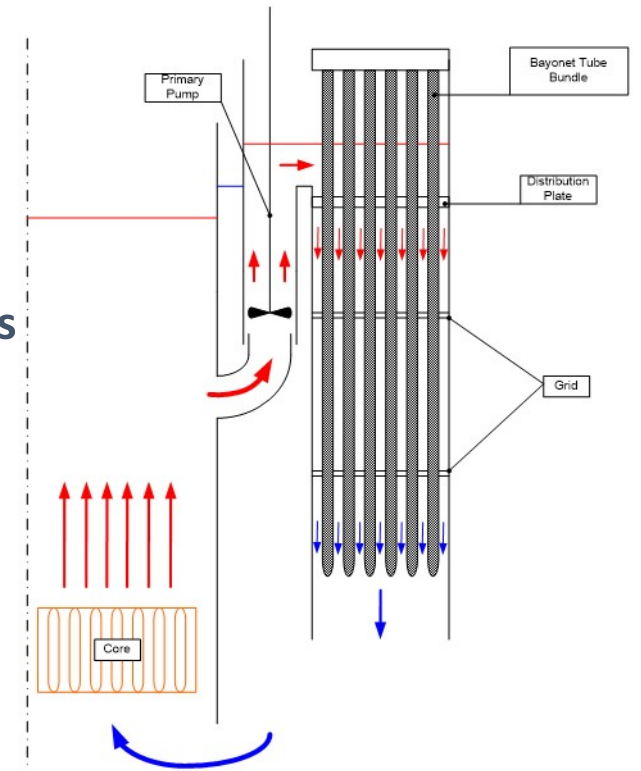 Bayonet Tube
Bundle
Primary
Pump
Distribution
Plate
s
Grid
Core